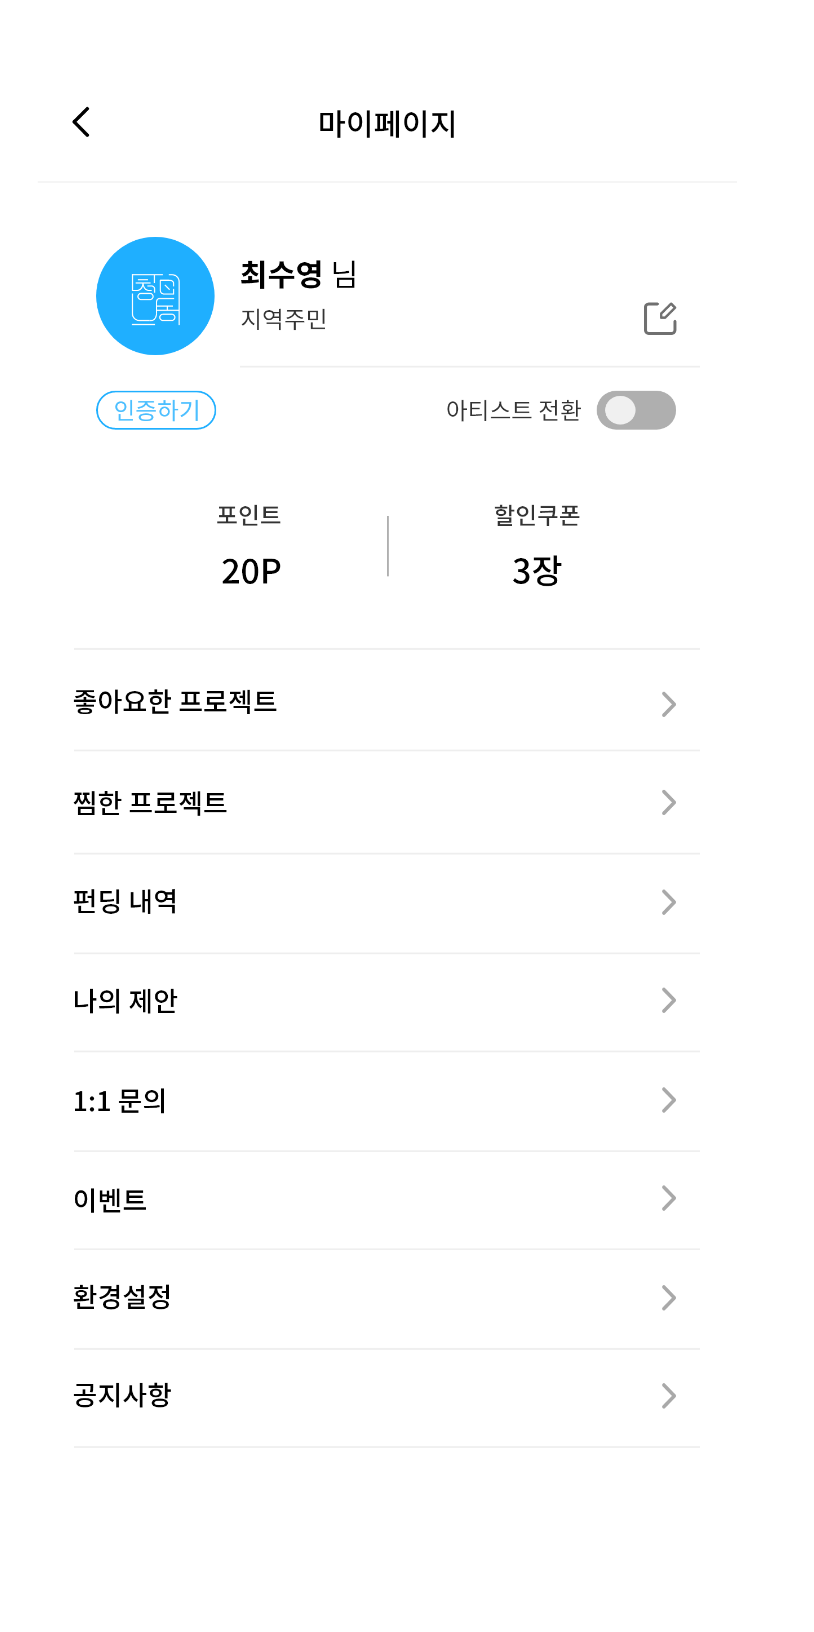 마이페이지
최수영 님
지역주민
인증하기
아티스트 전환
포인트
할인쿠폰
20P
3장
좋아요한 프로젝트
찜한 프로젝트
펀딩 내역
나의 제안
1:1 문의
이벤트
환경설정
공지사항